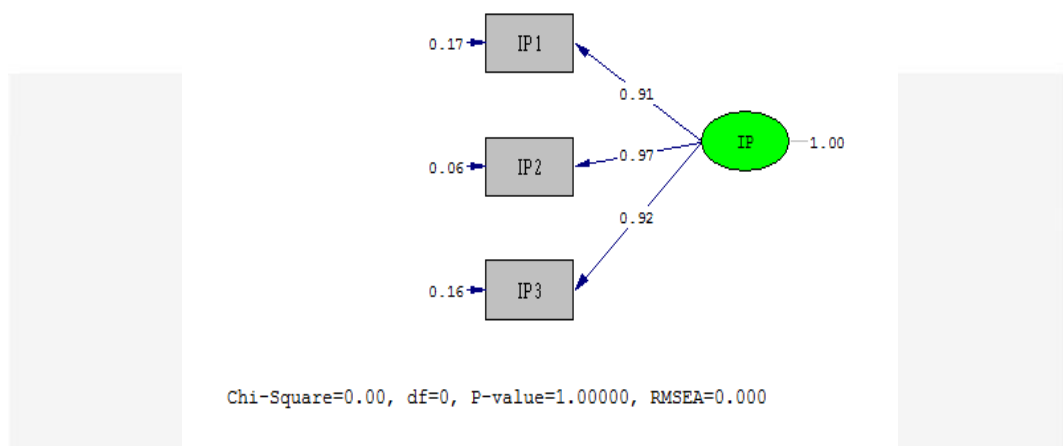 0.17 IP1
0.91
IP 1.00
0.97
0.06 IP2
0.92
0.16 IP3
Chi-Square=0.00, df=0, P-value=1.00000, RMSEA=0.000